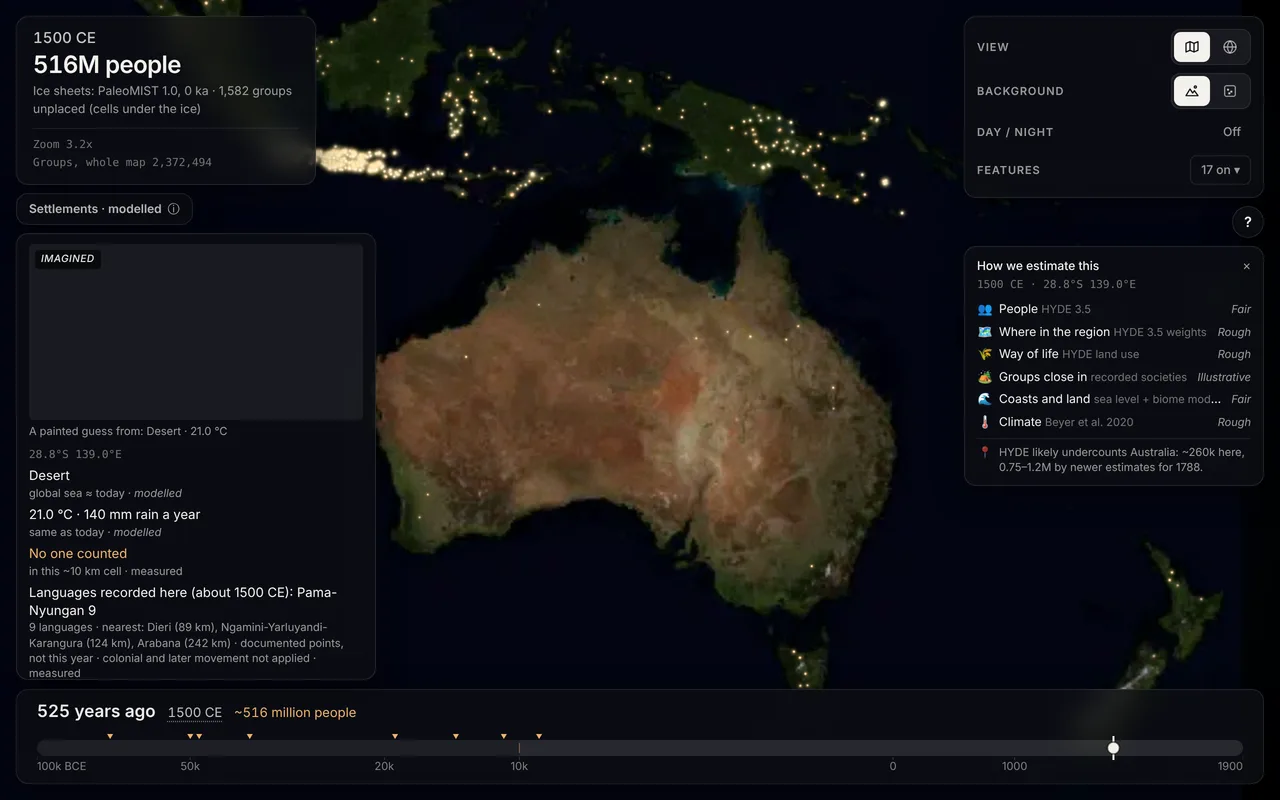 1500 CE
516M people
Ice sheets: PaleoMIST 1.0, 0 ka · 1,582 groups
unplaced (cells under the ice)
Zoom 3.2x
Groups, whole map 2,372,494
Settlements · modelled ⓘ
IMAGINED
A painted guess from: Desert · 21.0 °C
28.8°S 139.0°E
Desert
global sea ≈ today · modelled
21.0 °C · 140 mm rain a year
same as today · modelled
No one counted
in this ~10 km cell · measured
Languages recorded here (about 1500 CE): Pama-
Nyungan 9
9 languages · nearest: Dieri (89 km), Ngamini-Yarluyandi-
Karangura (124 km), Arabana (242 km) · documented points,
not this year · colonial and later movement not applied ·
measured
VIEW
BACKGROUND
DAY / NIGHT Off
FEATURES 17 on ▾
?
How we estimate this ×
1500 CE · 28.8°S 139.0°E
People HYDE 3.5 Fair
Where in the region HYDE 3.5 weights Rough
Way of life HYDE land use Rough
Groups close in recorded societies Illustrative
Coasts and land sea level + biome mod... Fair
Climate Beyer et al. 2020 Rough
HYDE likely undercounts Australia: ~260k here,
0.75–1.2M by newer estimates for 1788.
525 years ago 1500 CE ~516 million people
100k BCE 50k 20k 10k 0 1000 1900